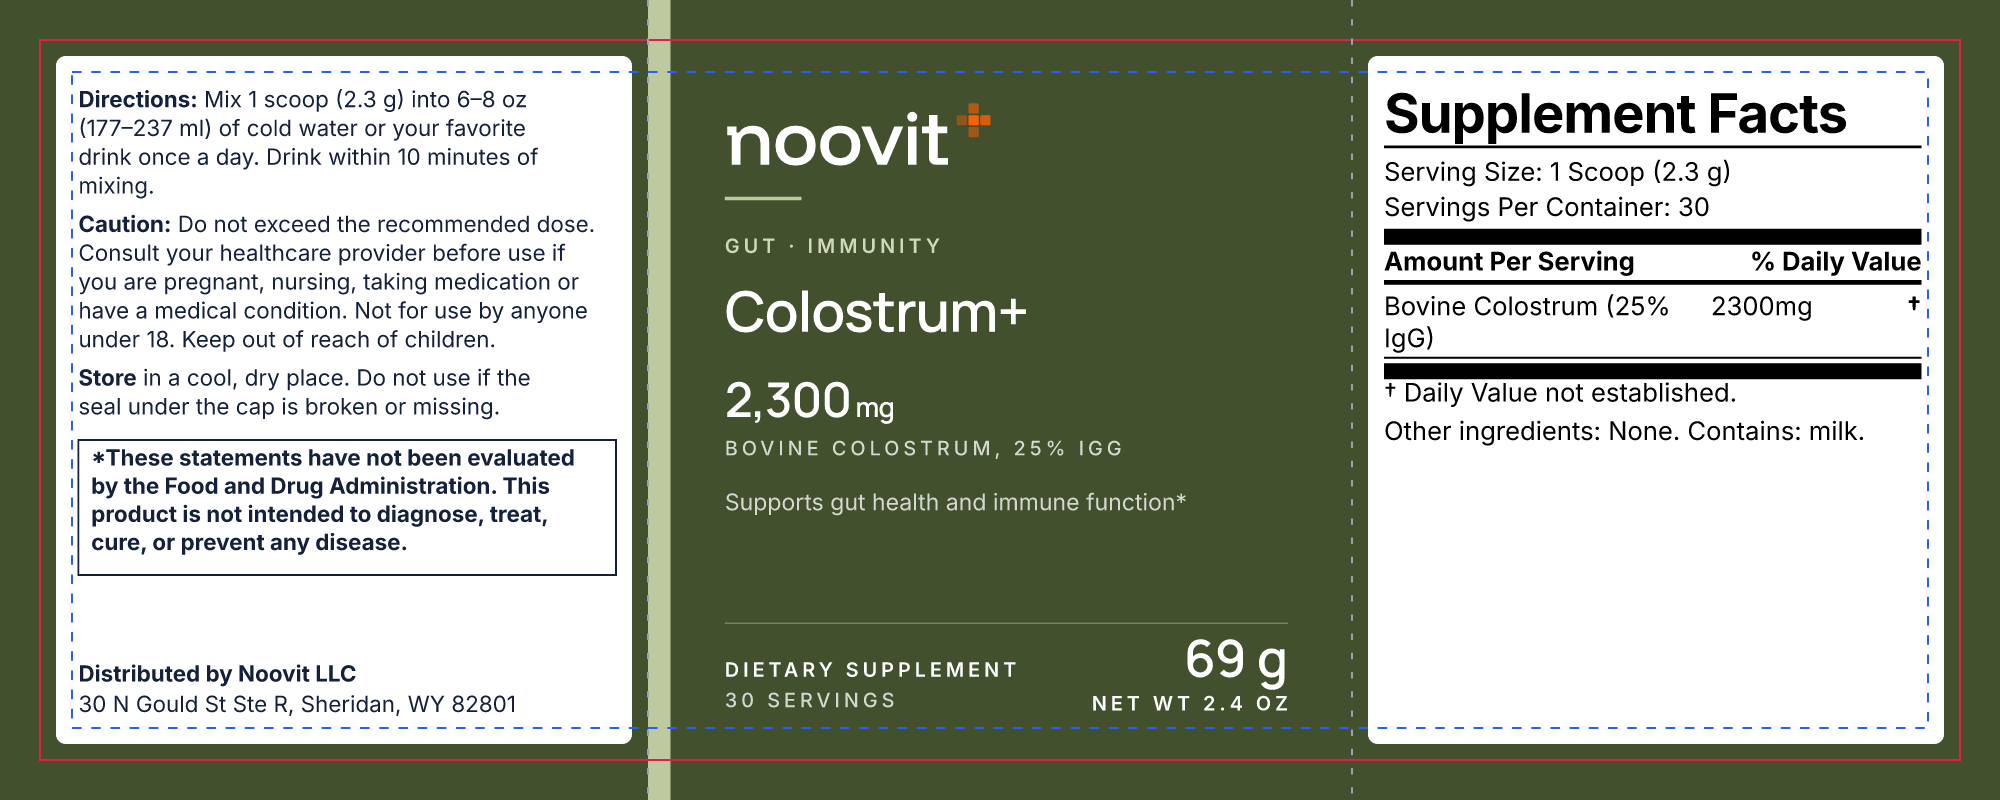 Directions: Mix 1 scoop (2.3 g) into 6–8 oz
(177–237 ml) of cold water or your favorite
drink once a day. Drink within 10 minutes of
mixing.
Caution: Do not exceed the recommended dose.
Consult your healthcare provider before use if
you are pregnant, nursing, taking medication or
have a medical condition. Not for use by anyone
under 18. Keep out of reach of children.
Store in a cool, dry place. Do not use if the
seal under the cap is broken or missing.
*These statements have not been evaluated
by the Food and Drug Administration. This
product is not intended to diagnose, treat,
cure, or prevent any disease.
Distributed by Noovit LLC
30 N Gould St Ste R, Sheridan, WY 82801
noovit
GUT · IMMUNITY
Colostrum+
2,300 mg
BOVINE COLOSTRUM, 25% IGG
Supports gut health and immune function*
DIETARY SUPPLEMENT
30 SERVINGS
69 g
NET WT 2.4 OZ
Supplement Facts
Serving Size: 1 Scoop (2.3 g)
Servings Per Container: 30
Amount Per Serving % Daily Value
Bovine Colostrum (25% 2300mg †
IgG)
† Daily Value not established.
Other ingredients: None. Contains: milk.